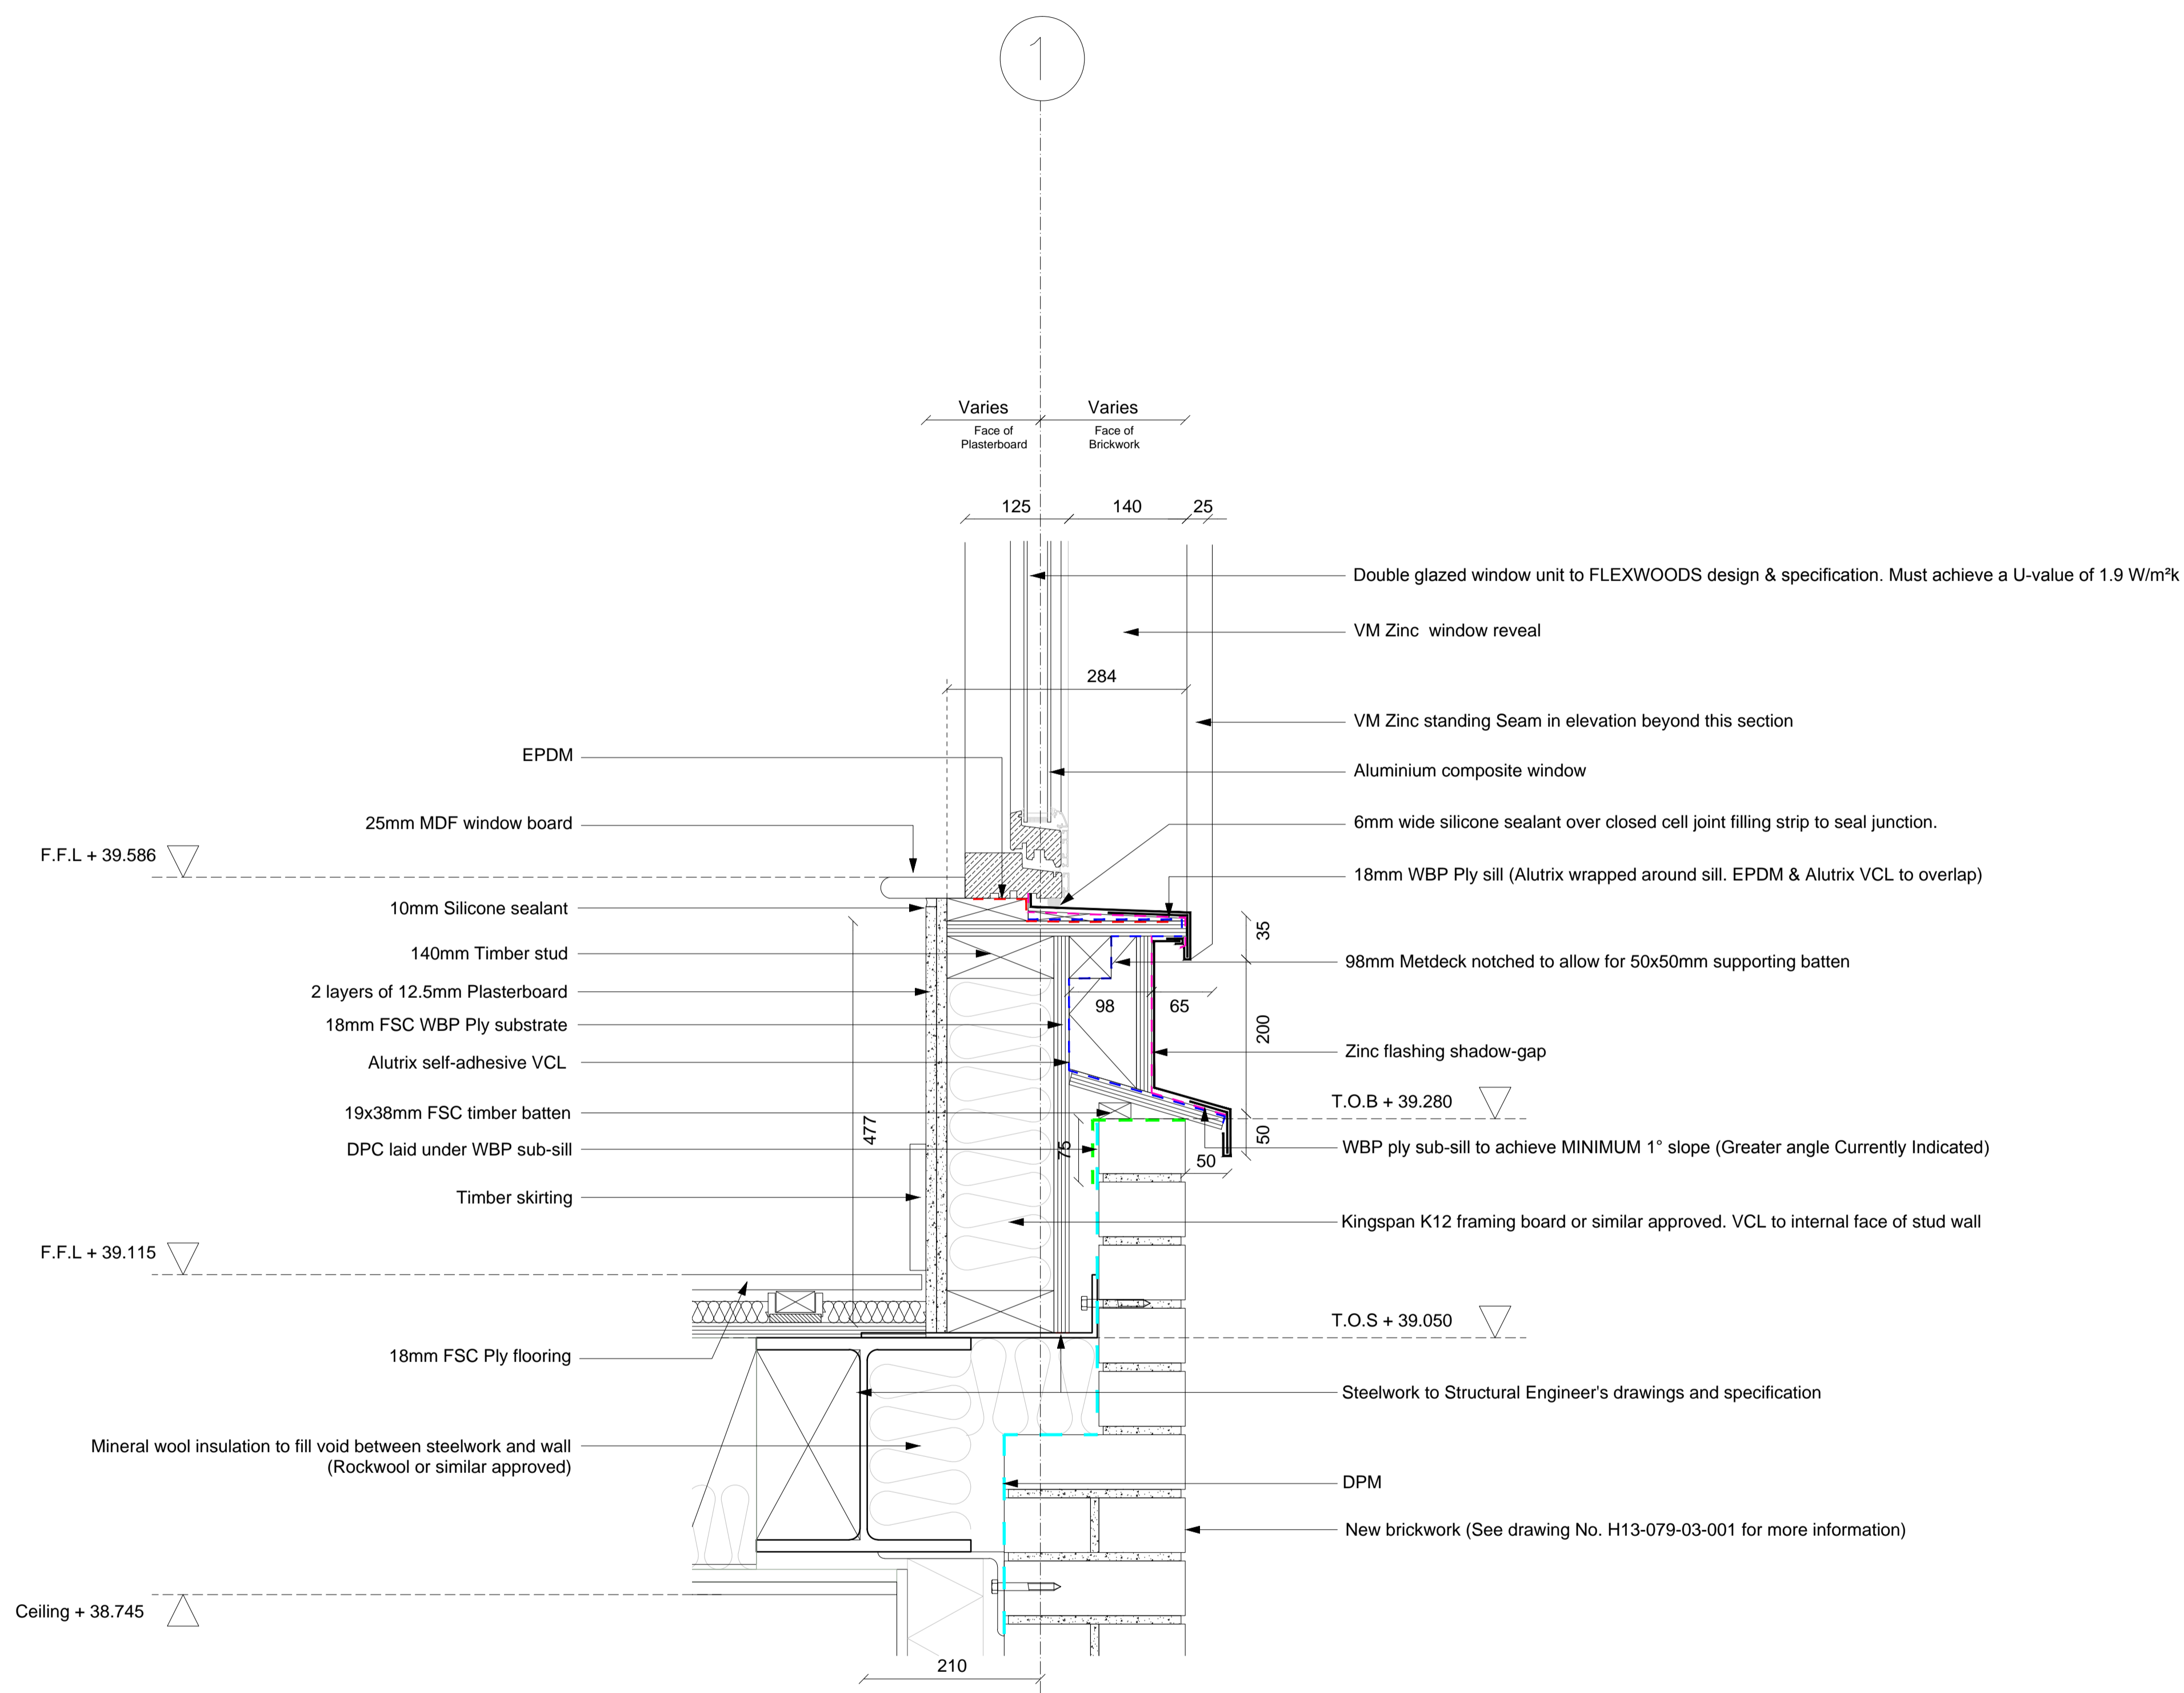 1
Varies
Varies
Face of
Plasterboard
Face of
Brickwork
125
140
25
Double glazed window unit to FLEXWOODS design & specification. Must achieve a U-value of 1.9 W/m²k
VM Zinc window reveal
284
VM Zinc standing Seam in elevation beyond this section
EPDM
Aluminium composite window
25mm MDF window board
6mm wide silicone sealant over closed cell joint filling strip to seal junction.
F.F.L + 39.586
18mm WBP Ply sill (Alutrix wrapped around sill. EPDM & Alutrix VCL to overlap)
10mm Silicone sealant
35
140mm Timber stud
98mm Metdeck notched to allow for 50x50mm supporting batten
2 layers of 12.5mm Plasterboard
98
65
18mm FSC WBP Ply substrate
200
Zinc flashing shadow-gap
Alutrix self-adhesive VCL
T.O.B + 39.280
19x38mm FSC timber batten
477
75
50
DPC laid under WBP sub-sill
WBP ply sub-sill to achieve MINIMUM 1° slope (Greater angle Currently Indicated)
50
Timber skirting
Kingspan K12 framing board or similar approved. VCL to internal face of stud wall
F.F.L + 39.115
T.O.S + 39.050
18mm FSC Ply flooring
Steelwork to Structural Engineer's drawings and specification
Mineral wool insulation to fill void between steelwork and wall
(Rockwool or similar approved)
DPM
New brickwork (See drawing No. H13-079-03-001 for more information)
Ceiling + 38.745
210